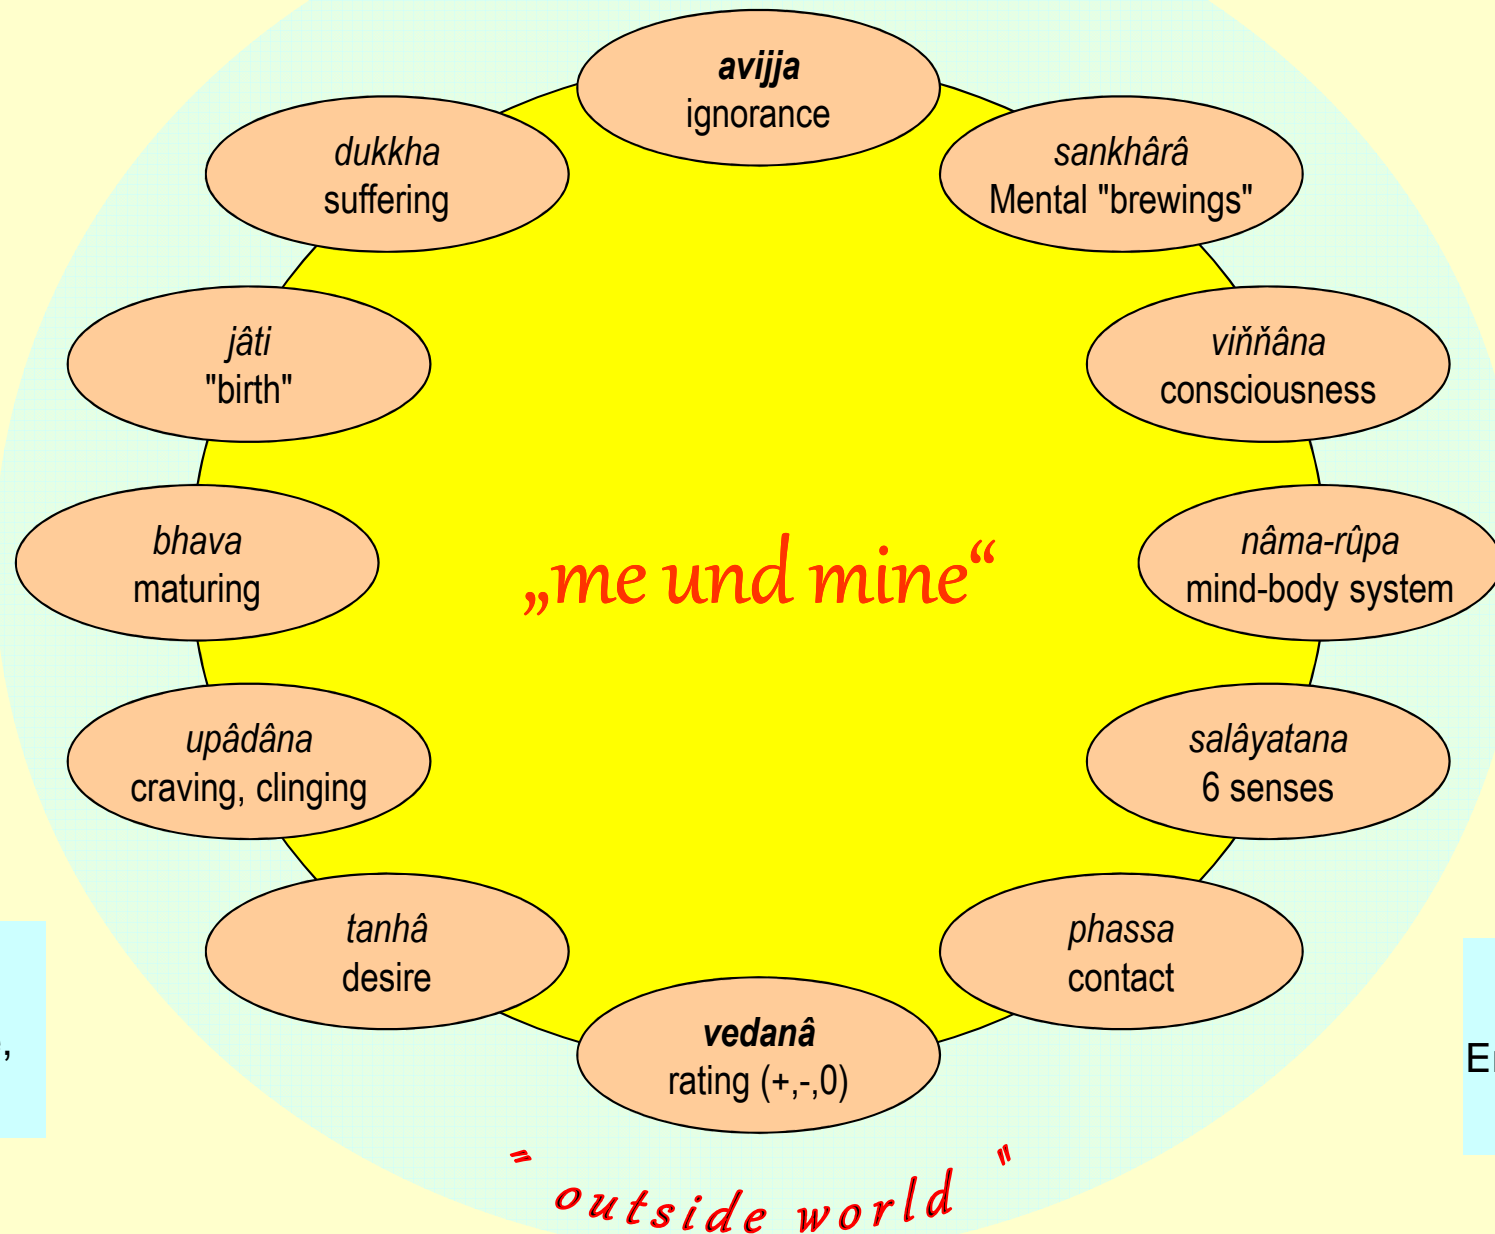 avijja
ignorance
sankhârâ
Mental "brewings"
viňňâna
consciousness
nâma-rûpa
mind-body system
salâyatana
6 senses
phassa
contact
vedanâ
rating (+,-,0)
tanhâ
desire
upâdâna
craving, clinging
bhava
maturing
jâti
"birth"
dukkha
suffering
„me und mine“
" outside world "